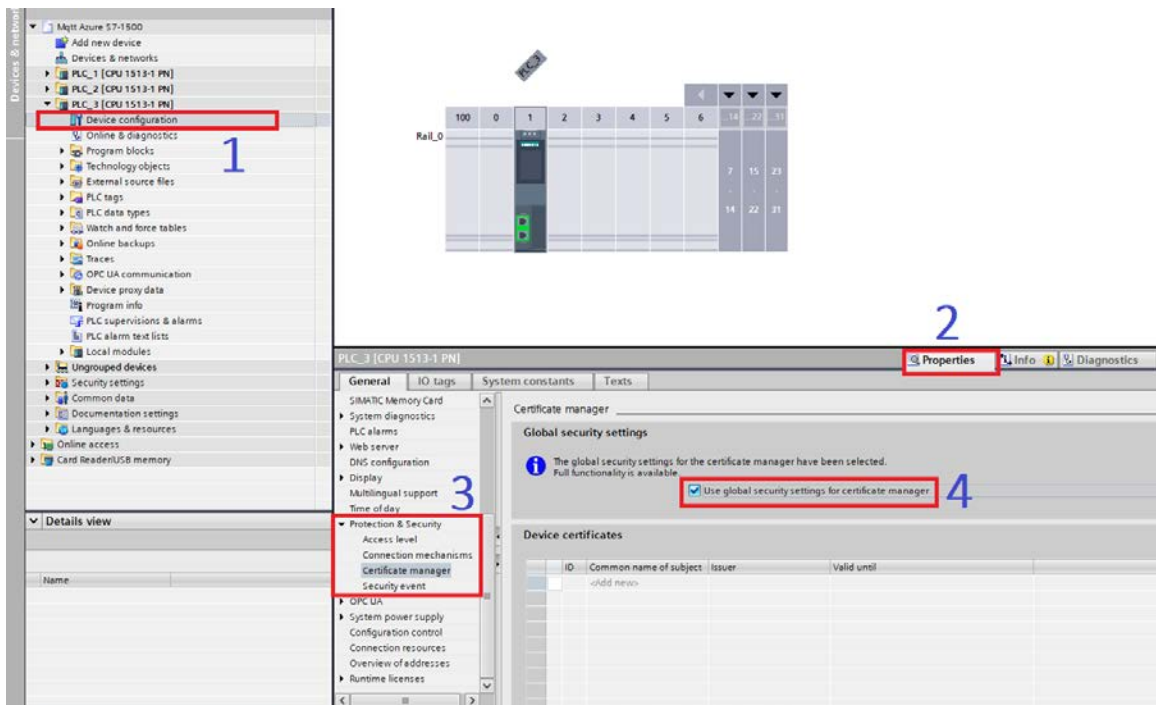 Devices & networks
Mqtt Azure S7-1500
Add new device
Devices & networks
PLC_1 [CPU 1513-1 PN]
PLC_2 [CPU 1513-1 PN]
PLC_3 [CPU 1513-1 PN]
Device configuration
Online & diagnostics
1
Program blocks
Technology objects
External source files
PLC tags
PLC data types
Watch and force tables
Online backups
Traces
OPC UA communication
Device proxy data
Program info
PLC supervisions & alarms
PLC alarm text lists
Local modules
Ungrouped devices
Security settings
Common data
Documentation settings
Languages & resources
Online access
Card Reader/USB memory
Details view
Name
PLC_3
100 0 1 2 3 4 5 6 ...14 ...22 ...31
Rail_0
SIEMENS
7 15 23
14 22 31
2
PLC_3 [CPU 1513-1 PN]
Properties Info Diagnostics
General IO tags System constants Texts
SIMATIC Memory Card
System diagnostics
PLC alarms
Web server
DNS configuration
Display
Multilingual support
Time of day
3
Protection & Security
Access level
Connection mechanisms
Certificate manager
Security event
OPC UA
System power supply
Configuration control
Connection resources
Overview of addresses
Runtime licenses
Certificate manager
Global security settings
The global security settings for the certificate manager have been selected.
Full functionality is available
Use global security settings for certificate manager
4
Device certificates
ID Common name of subject Issuer Valid until
<Add new>